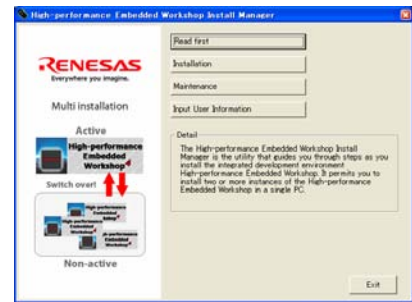 High-performance Embedded Workshop Install Manager
RENESAS
Everywhere you imagine.
Multi installation
Active
High-performance
Embedded
Workshop
Switch over!
High-performance
Embedded
Non-active
Read first
Installation
Maintenance
Input User Information
Detail
The High-performance Embedded Workshop Install
Manager is the utility that guides you through steps as you
install the integrated development environment
High-performance Embedded Workshop. It permits you to
install two or more instances of the High-performance
Embedded Workshop in a single PC.
Exit